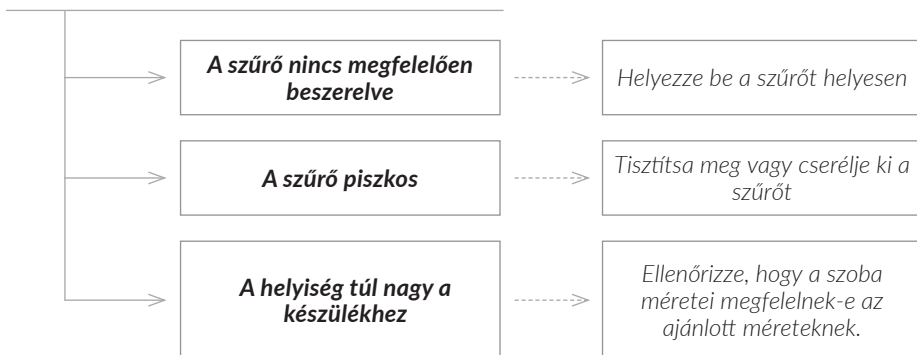 A szűrő nincs megfelelően
beszerelve
Helyezze be a szűrőt helyesen
A szűrő piszkos
Tisztítsa meg vagy cserélje ki a
szűrőt
A helyiség túl nagy a
készülékhez
Ellenőrizze, hogy a szoba
méretei megfelelnek-e az
ajánlott méreteknek.